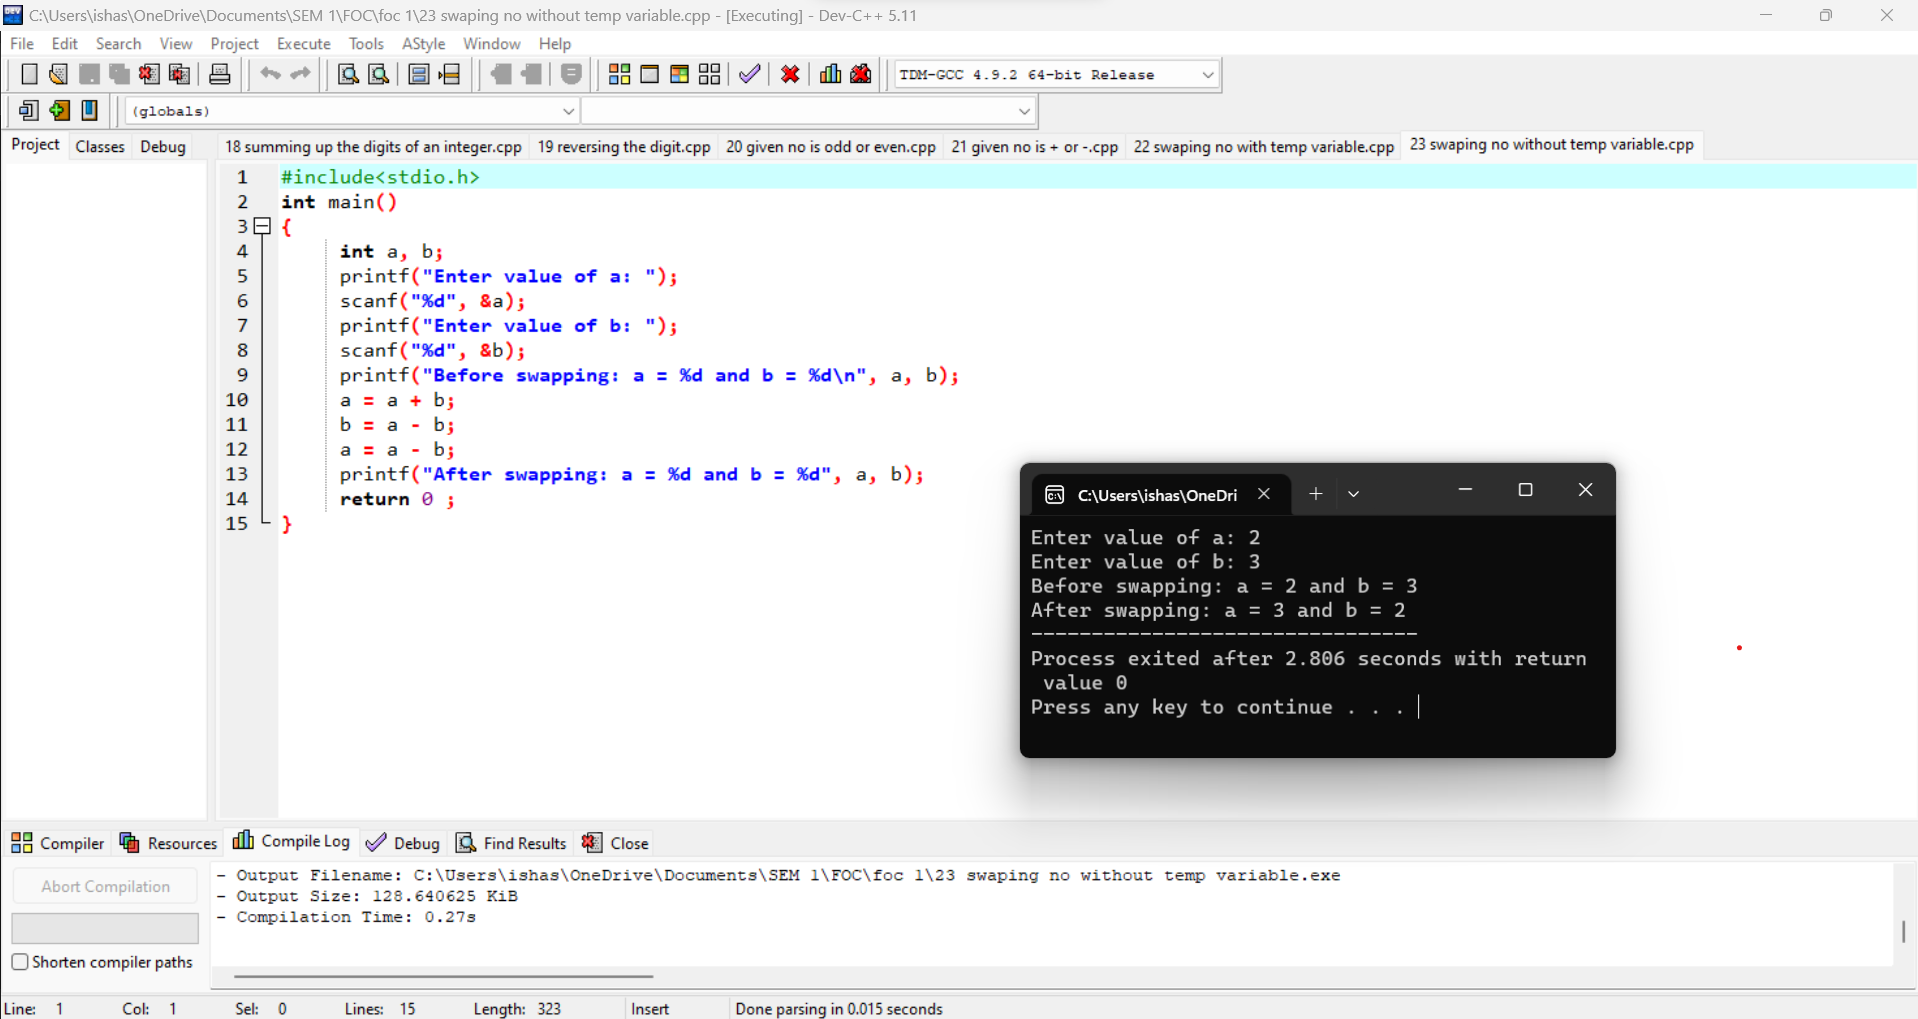 C:\Users\ishas\OneDrive\Documents\SEM 1\FOC\foc 1\23 swaping no without temp variable.cpp - [Executing] - Dev-C++ 5.11
File Edit Search View Project Execute Tools AStyle Window Help
TDM-GCC 4.9.2 64-bit Release
(globals)
Project Classes Debug
18 summing up the digits of an integer.cpp 19 reversing the digit.cpp 20 given no is odd or even.cpp 21 given no is + or -.cpp 22 swaping no with temp variable.cpp 23 swaping no without temp variable.cpp
1 #include<stdio.h>
2 int main()
3 {
4 int a, b;
5 printf("Enter value of a: ");
6 scanf("%d", &a);
7 printf("Enter value of b: ");
8 scanf("%d", &b);
9 printf("Before swapping: a = %d and b = %d\n", a, b);
10 a = a + b;
11 b = a - b;
12 a = a - b;
13 printf("After swapping: a = %d and b = %d", a, b);
14 return 0 ;
15 }
C:\Users\ishas\OneDri
Enter value of a: 2
Enter value of b: 3
Before swapping: a = 2 and b = 3
After swapping: a = 3 and b = 2
--------------------------------
Process exited after 2.806 seconds with return
value 0
Press any key to continue . . .
Compiler Resources Compile Log Debug Find Results Close
Abort Compilation
Shorten compiler paths
- Output Filename: C:\Users\ishas\OneDrive\Documents\SEM 1\FOC\foc 1\23 swaping no without temp variable.exe
- Output Size: 128.640625 KiB
- Compilation Time: 0.27s
Line: 1 Col: 1 Sel: 0 Lines: 15 Length: 323 Insert Done parsing in 0.015 seconds